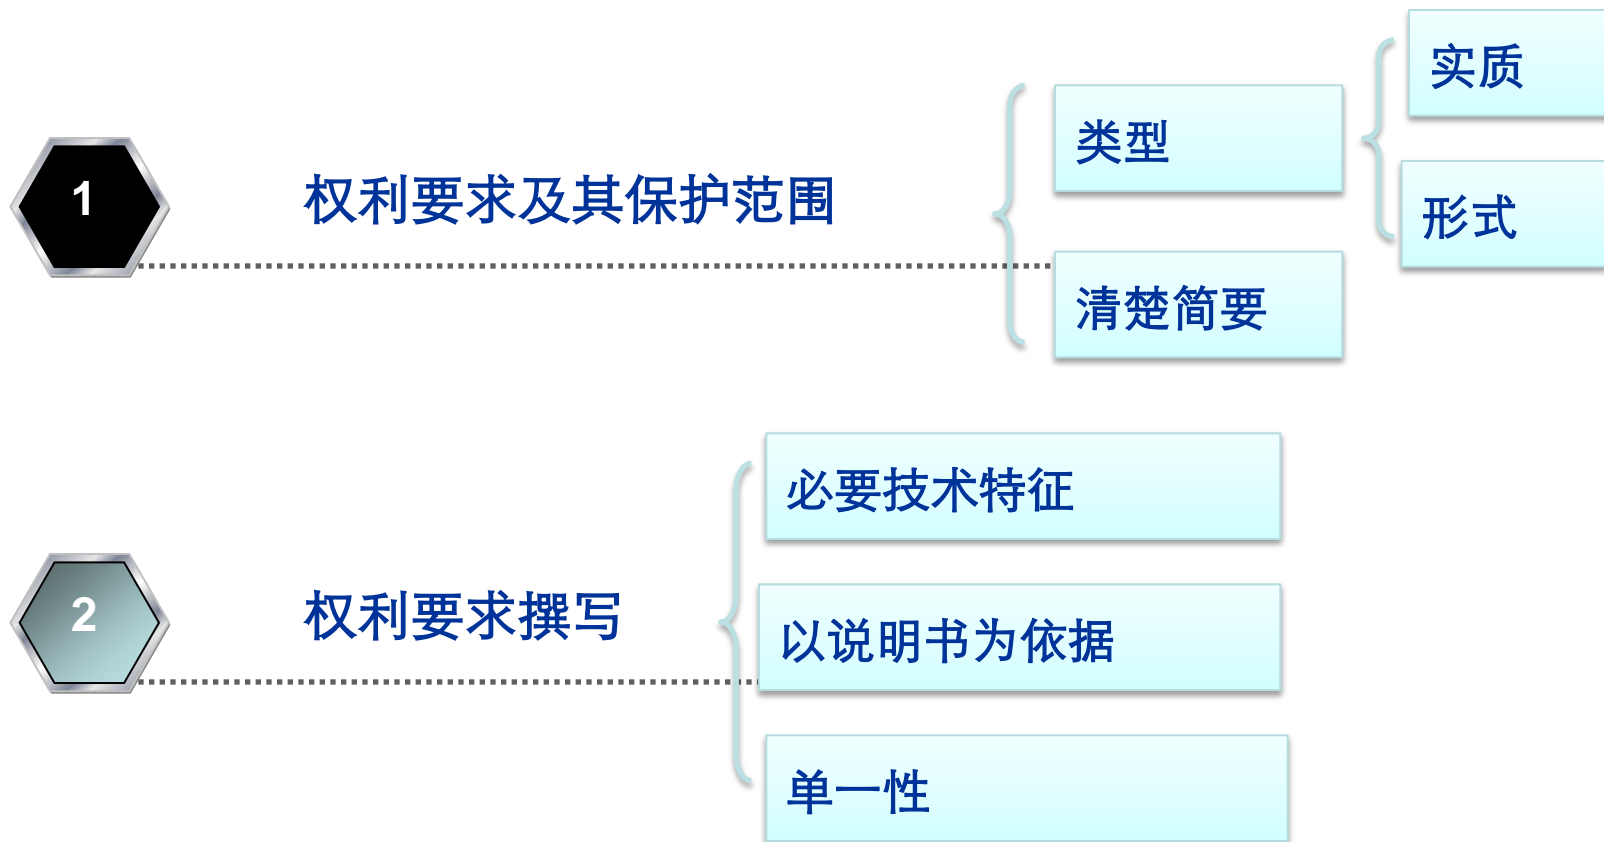 1
权利要求及其保护范围
类型
实质
形式
清楚简要
2
权利要求撰写
必要技术特征
以说明书为依据
单一性